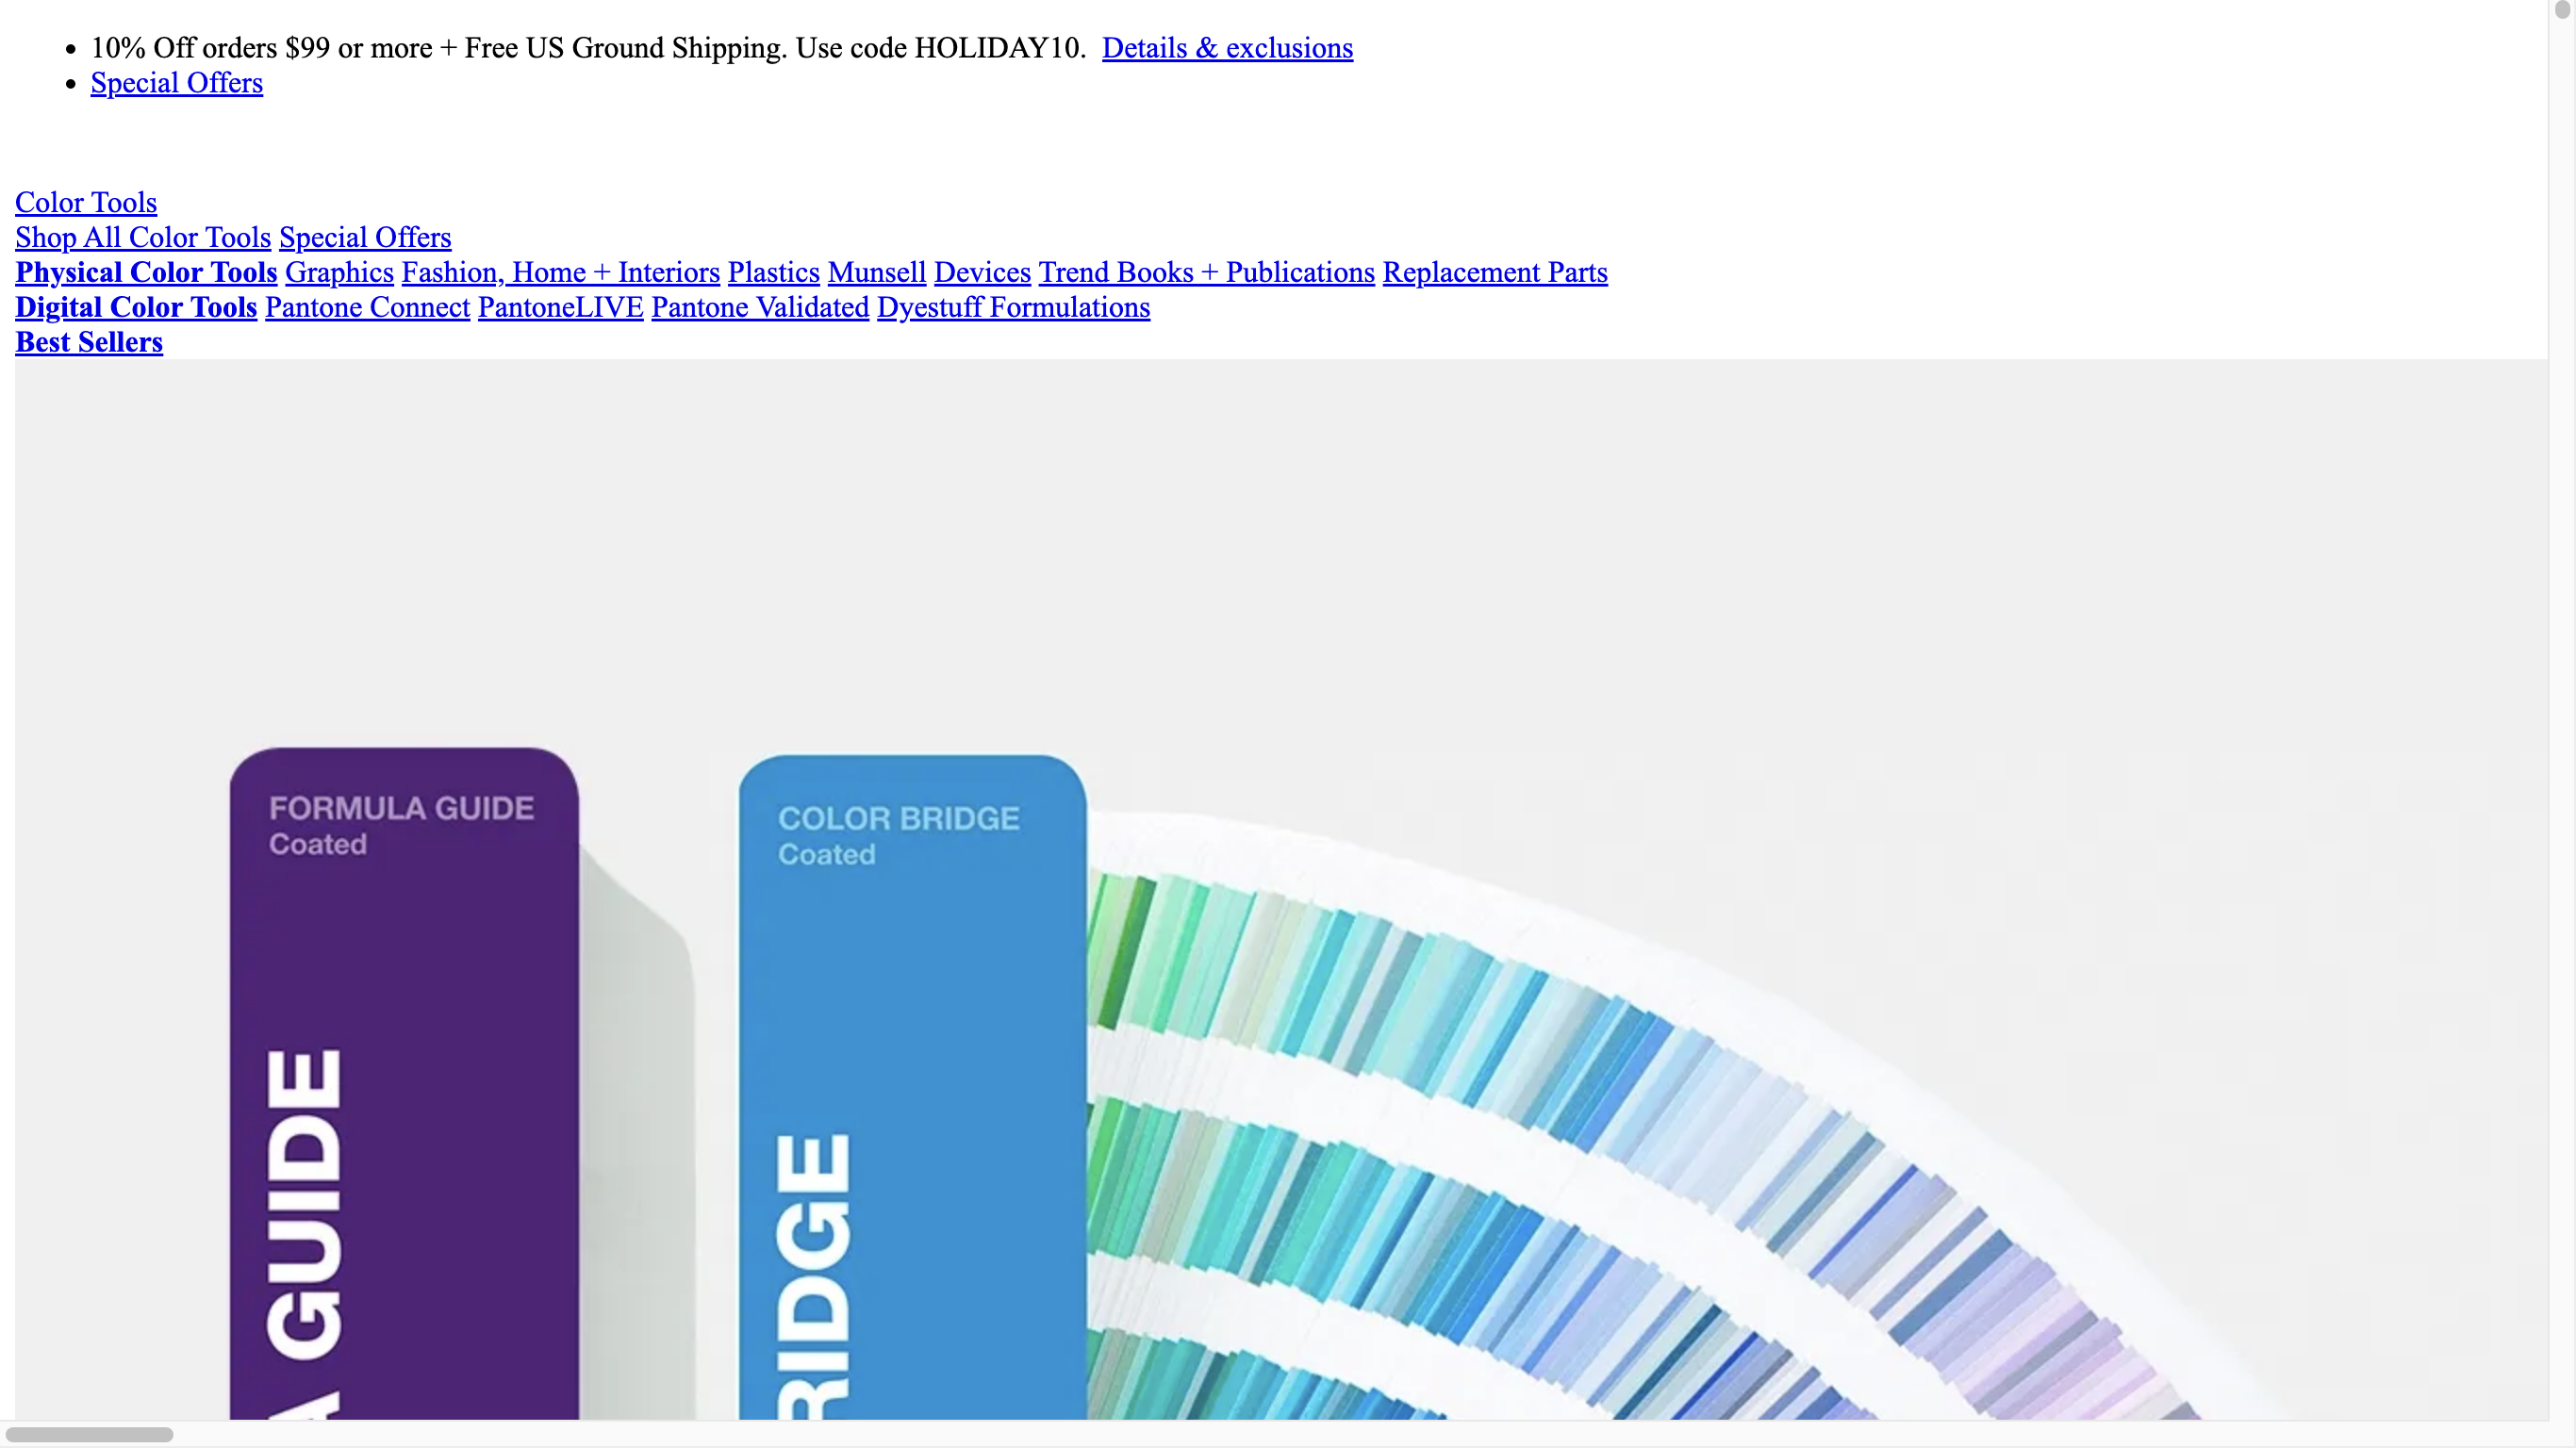 10% Off orders $99 or more + Free US Ground Shipping. Use code HOLIDAY10. Details & exclusions
Special Offers
Color Tools
Shop All Color Tools Special Offers
Physical Color Tools Graphics Fashion, Home + Interiors Plastics Munsell Devices Trend Books + Publications Replacement Parts
Digital Color Tools Pantone Connect PantoneLIVE Pantone Validated Dyestuff Formulations
Best Sellers
FORMULA GUIDE
Coated
A GUIDE
COLOR BRIDGE
Coated
RIDGE